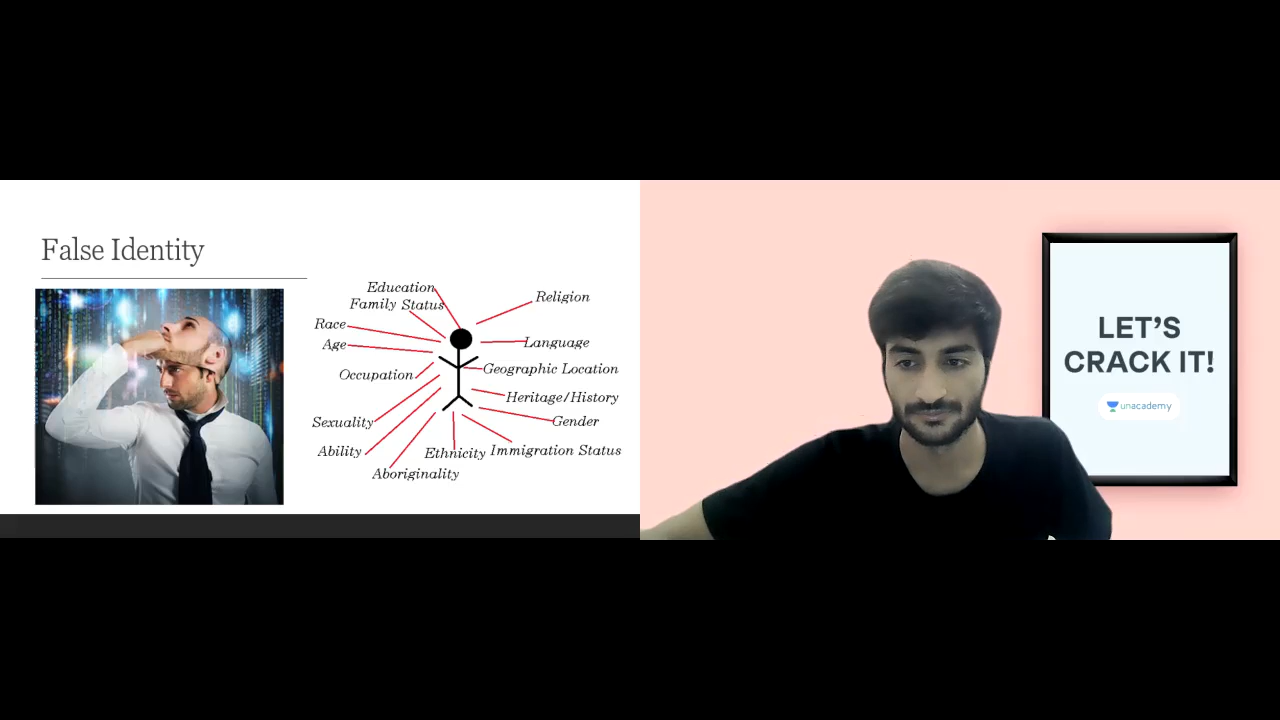 False Identity
Education
Family Status
Religion
Race
Age
Language
Occupation
Geographic Location
Heritage/History
Sexuality
Gender
Ability
Ethnicity
Immigration Status
Aboriginality
LET'S
CRACK IT!
unacademy